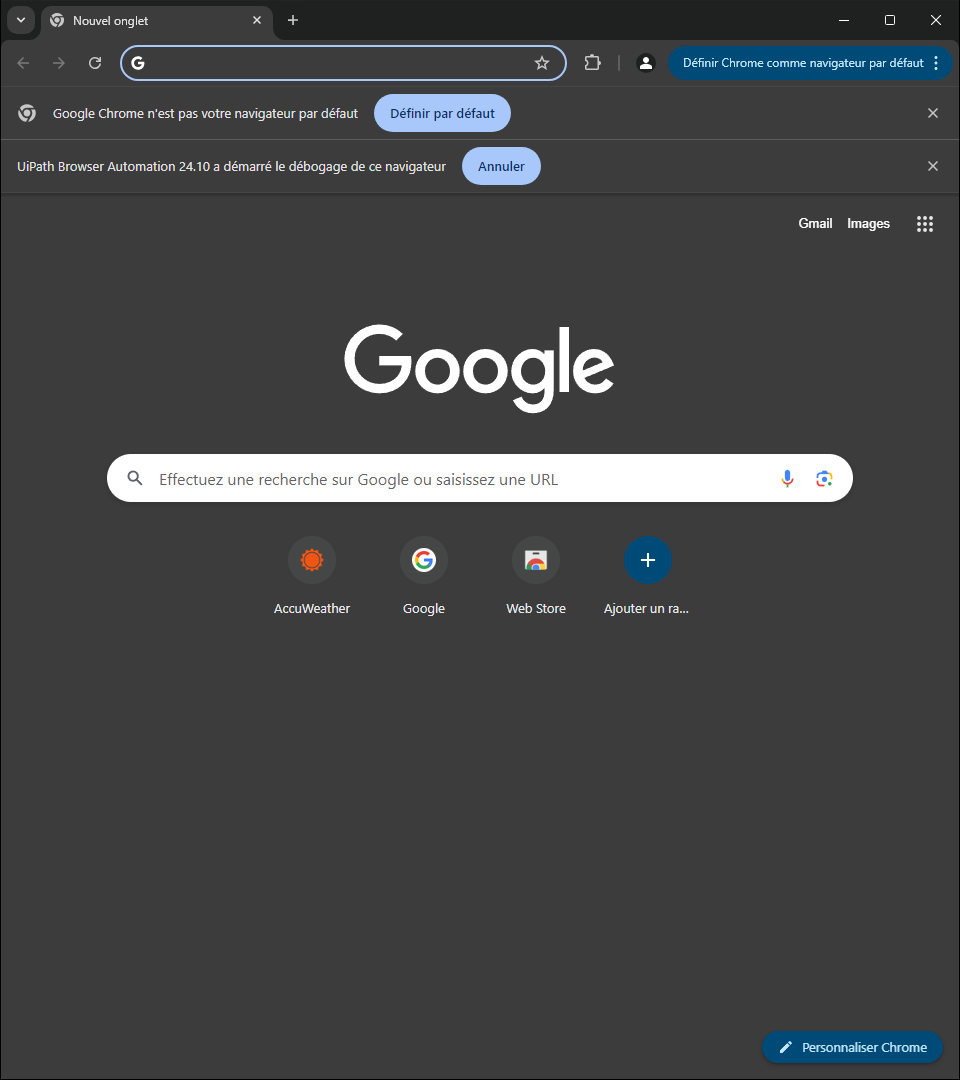 Nouvel onglet
Définir Chrome comme navigateur par défaut
Google Chrome n'est pas votre navigateur par défaut
Définir par défaut
UiPath Browser Automation 24.10 a démarré le débogage de ce navigateur
Annuler
Gmail Images
Google
Effectuez une recherche sur Google ou saisissez une URL
AccuWeather Google Web Store Ajouter un ra...
Personnaliser Chrome